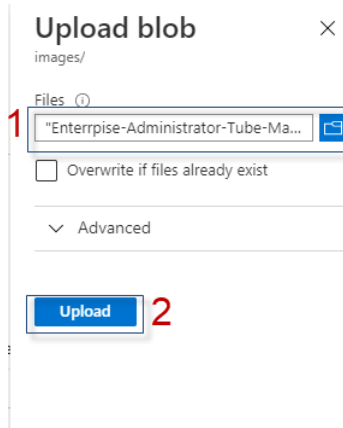 Upload blob
images/
Files
1
"Enterrpise-Administrator-Tube-Ma...
Overwrite if files already exist
Advanced
Upload
2